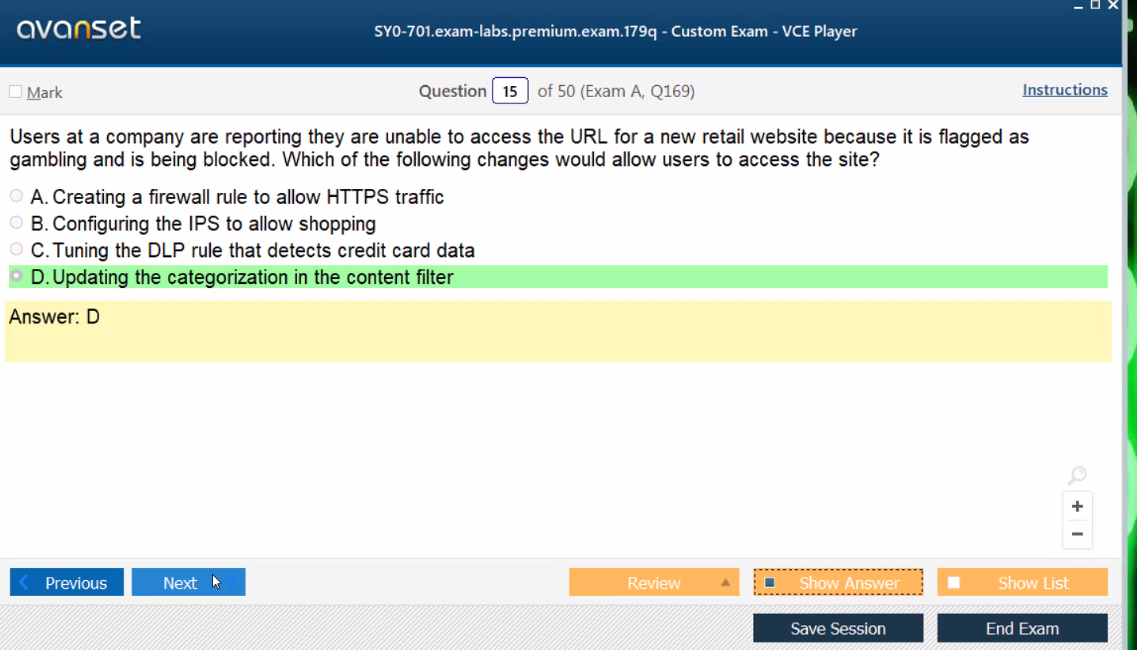 avanset
SY0-701.exam-labs.premium.exam.179q - Custom Exam - VCE Player
Mark
Question 15 of 50 (Exam A, Q169)
Instructions
Users at a company are reporting they are unable to access the URL for a new retail website because it is flagged as
gambling and is being blocked. Which of the following changes would allow users to access the site?
A. Creating a firewall rule to allow HTTPS traffic
B. Configuring the IPS to allow shopping
C. Tuning the DLP rule that detects credit card data
D. Updating the categorization in the content filter
Answer: D
+
−
Previous
Next
Review
Show Answer
Show List
Save Session
End Exam